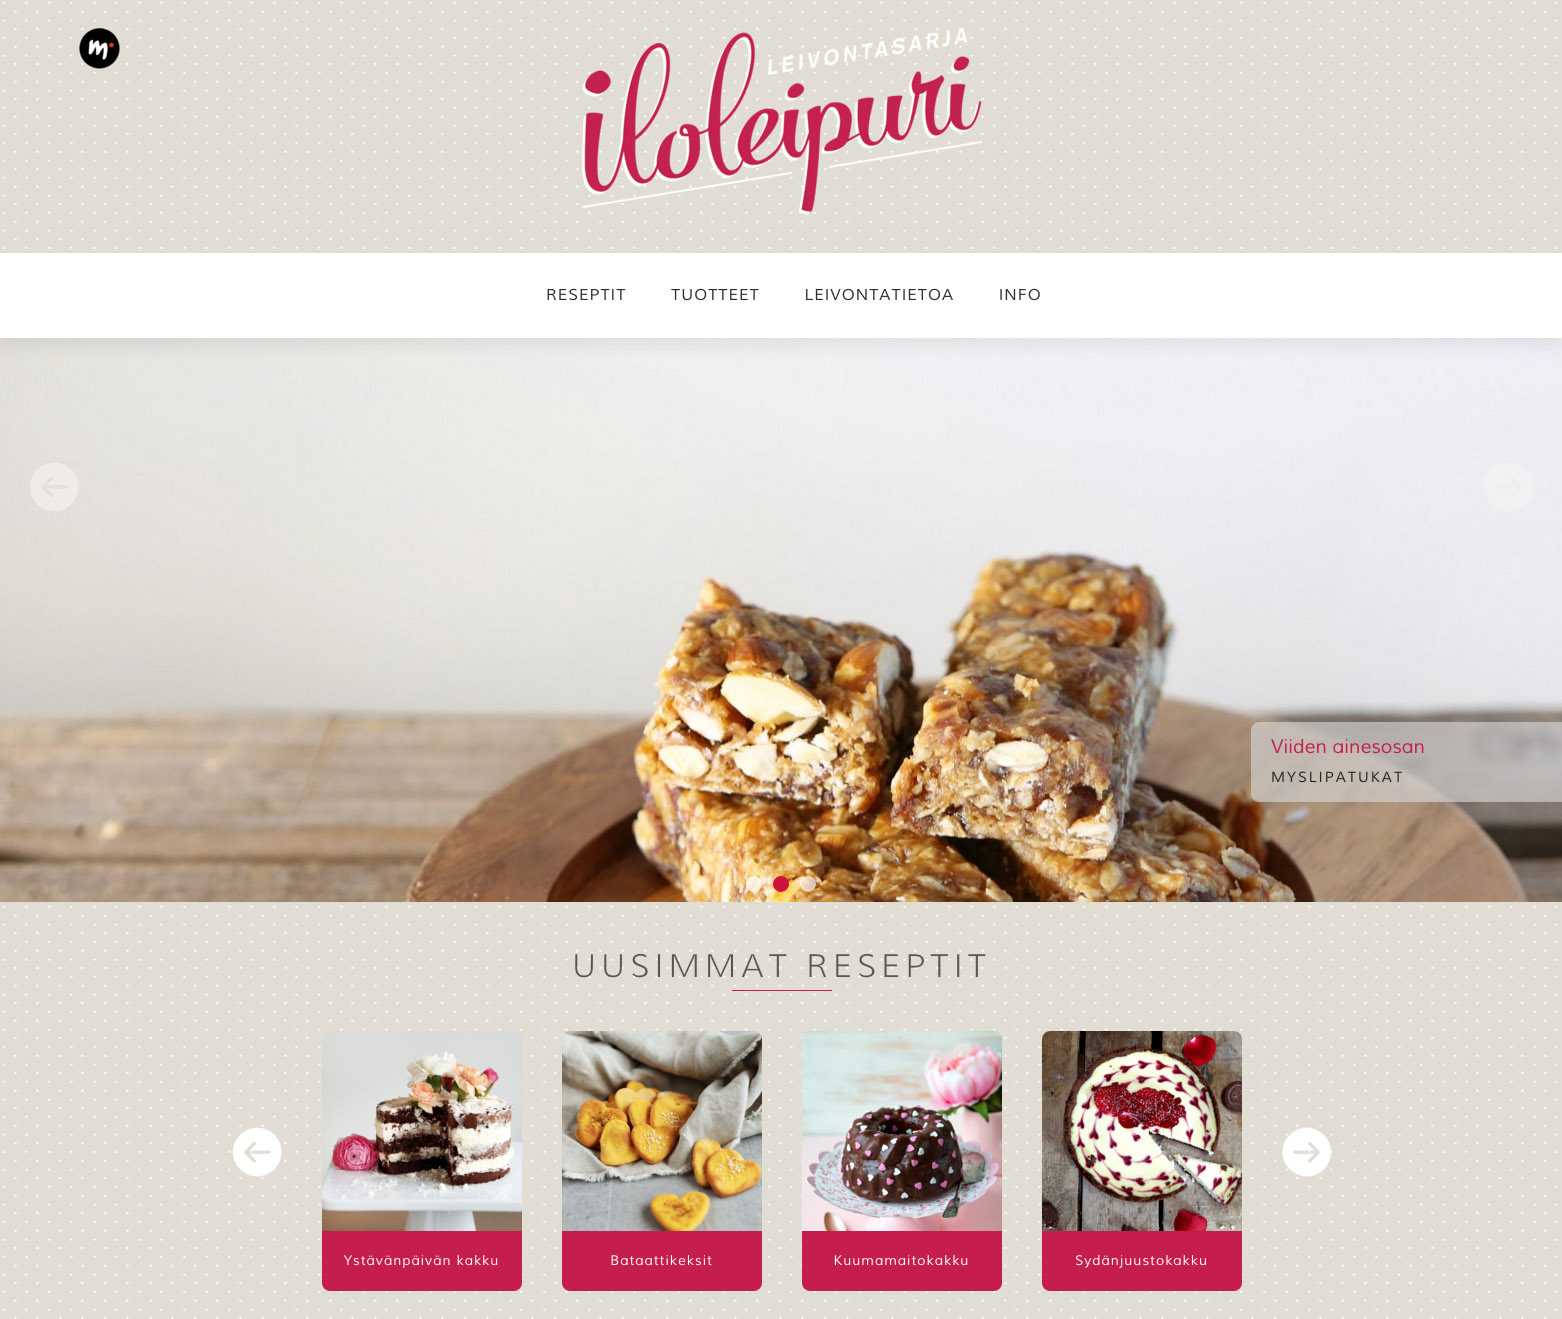 m
LEIVONTASARJA
iloleipuri
RESEPTIT TUOTTEET LEIVONTATIETOA INFO
Viiden ainesosan
MYSLIPATUKAT
UUSIMMAT RESEPTIT
Ystävänpäivän kakku
Bataattikeksit
Kuumamaitokakku
Sydänjuustokakku